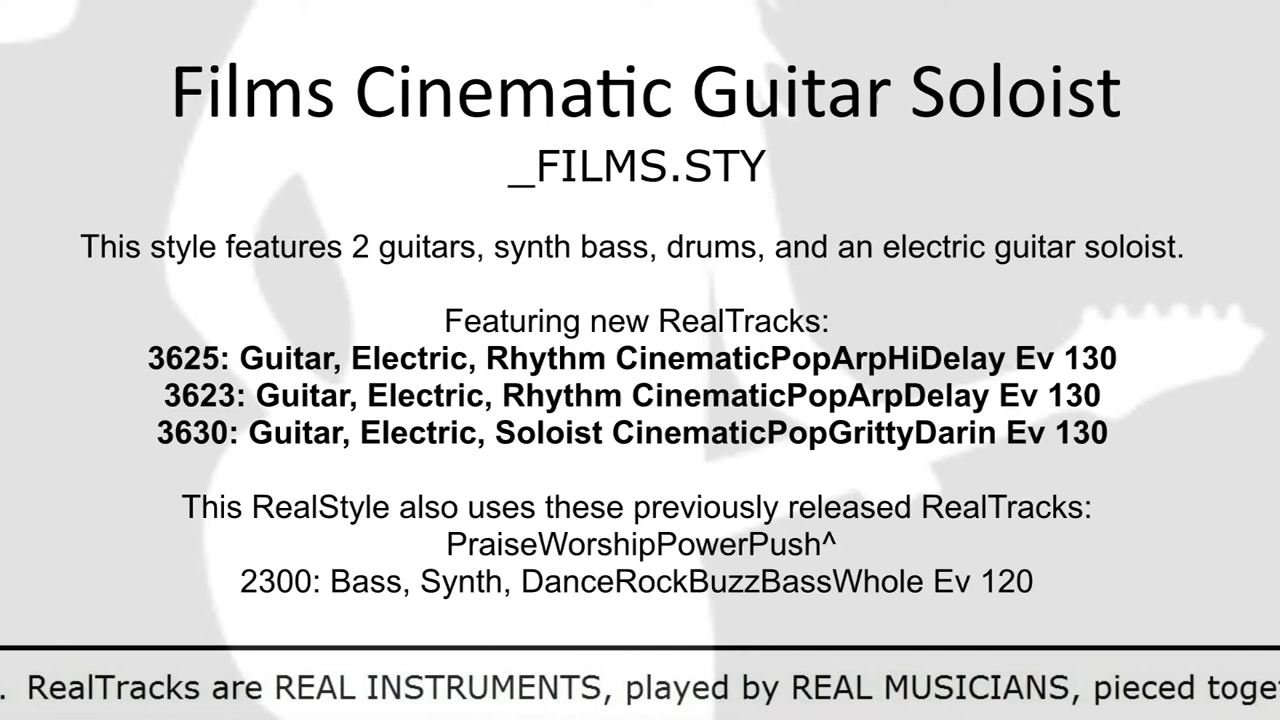 Films Cinematic Guitar Soloist
_FILMS.STY
This style features 2 guitars, synth bass, drums, and an electric guitar soloist.
Featuring new RealTracks:
3625: Guitar, Electric, Rhythm CinematicPopArpHiDelay Ev 130
3623: Guitar, Electric, Rhythm CinematicPopArpDelay Ev 130
3630: Guitar, Electric, Soloist CinematicPopGrittyDarin Ev 130
This RealStyle also uses these previously released RealTracks:
PraiseWorshipPowerPush^
2300: Bass, Synth, DanceRockBuzzBassWhole Ev 120
. RealTracks are REAL INSTRUMENTS, played by REAL MUSICIANS, pieced toge